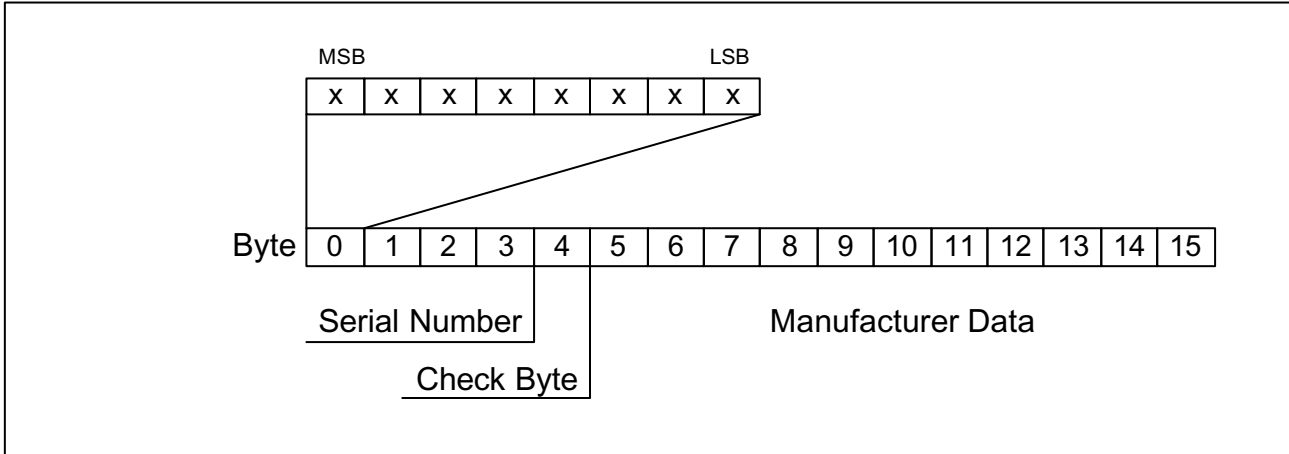 MSB LSB
x x x x x x x x
Byte 0 1 2 3 4 5 6 7 8 9 10 11 12 13 14 15
Serial Number Manufacturer Data
Check Byte